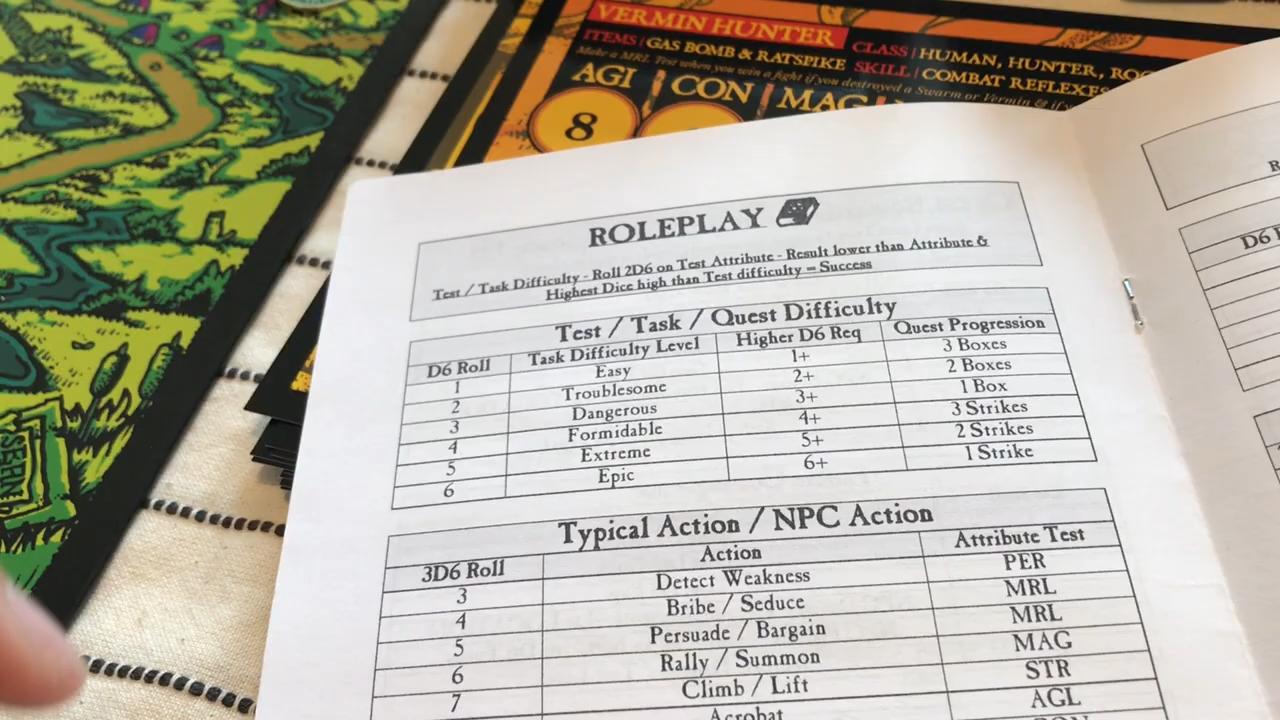 VERMIN HUNTER
ITEMS | GAS BOMB & RATSPIKE CLASS | HUMAN, HUNTER,
Make a MRL Test when you win a fight if you destroyed a Swarm or Vermin & if SKILL | COMBAT REFLEXES
AGI | CON | MAG
8
ROLEPLAY
Test / Task Difficulty - Roll 2D6 on Test Attribute - Result lower than Attribute &
Highest Dice high than Test difficulty = Success
Test / Task / Quest Difficulty
D6 Roll Task Difficulty Level Higher D6 Req Quest Progression
1 Easy 1+ 3 Boxes
2 Troublesome 2+ 2 Boxes
3 Dangerous 3+ 1 Box
4 Formidable 4+ 3 Strikes
5 Extreme 5+ 2 Strikes
6 Epic 6+ 1 Strike
Typical Action / NPC Action
3D6 Roll Action Attribute Test
3 Detect Weakness PER
4 Bribe / Seduce MRL
5 Persuade / Bargain MRL
6 Rally / Summon MAG
7 Climb / Lift STR
Acrobat AGL
D6